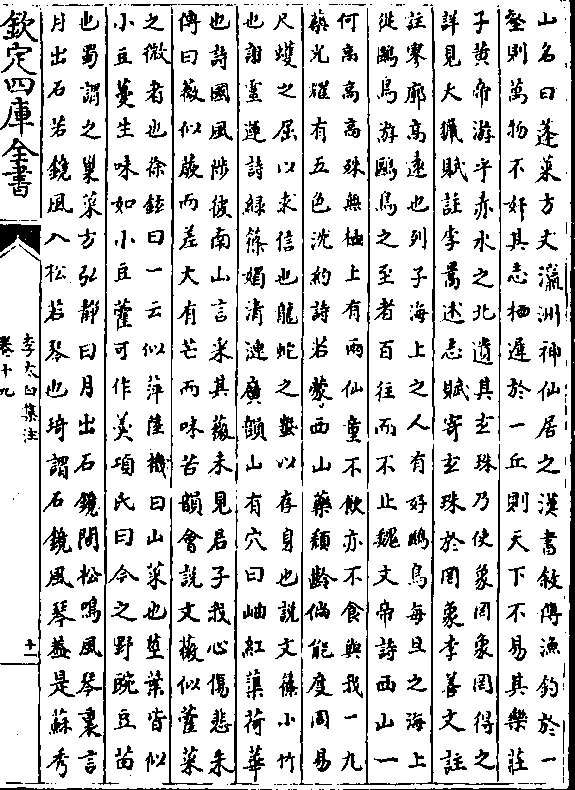 山名曰蓬萊方丈瀛洲神仙居之漢書敘傳漁釣於一
壑則萬物不奸其志栖遲於一丘則天下不易其樂莊
子黃帝游乎赤水之北遺其玄珠乃使象罔象罔得之
詳見大獵賦註李暠述志賦寄玄珠於罔象李善文註
註寥廓高遠也列子海上之人有好鷗鳥每旦之海上
從鷗鳥游鷗鳥之至者百往而不止魏文帝詩西山一
何高高高殊無極上有兩仙童不飲亦不食與我一丸
藥光耀有五色沈約詩若蒙西山藥頹齡倘能度周易
尺蠖之屈以求信也龍蛇之蟄以存身也說文篠小竹
也謝靈運詩綠篠媚清漣廣韻山有穴曰岫紅蕖荷華
也詩國風陟彼南山言采其薇未見君子我心傷悲朱
傳曰薇似蕨而差大有芒而味苦韻會說文薇似藿菜
之微者也徐鉉曰一云似萍陸機曰山菜也莖葉皆似
小豆蔓生味如小豆藿可作羹項氏曰今之野豌豆苗
也蜀謂之巢菜方弘靜曰月出石鏡間松鳴風琴裏言
月出石若鏡風入松若琴也琦謂石鏡風琴蓋是蘇秀
欽定四庫全書
李太白集注
卷十九
十